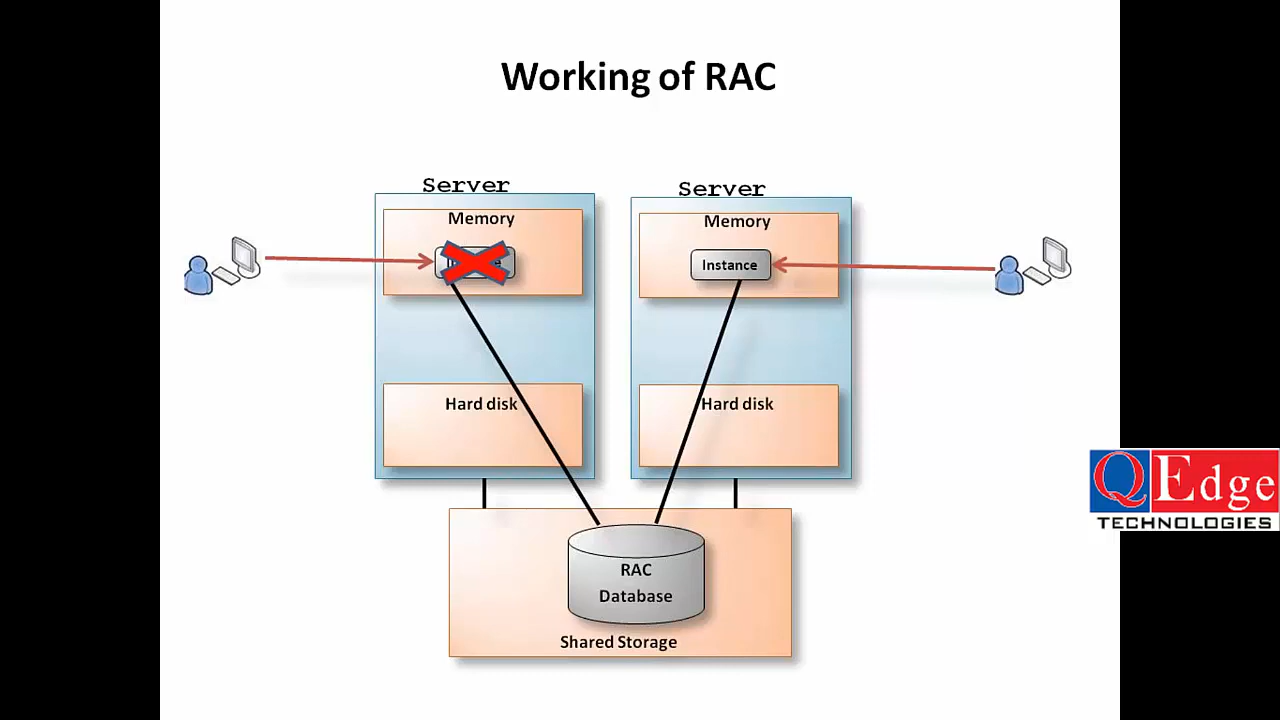 Working of RAC
Server
Server
Memory
Memory
Instance
Hard disk
Hard disk
RAC
Database
Shared Storage
QEdge
TECHNOLOGIES